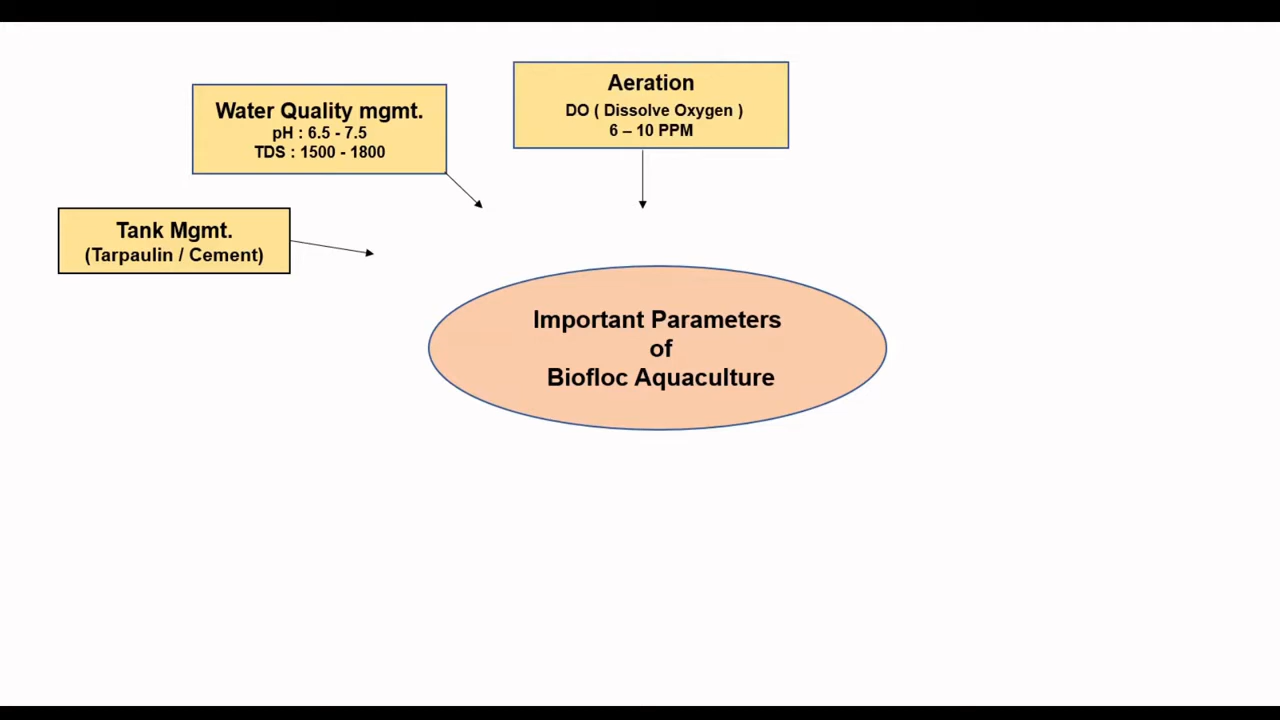 Aeration
DO ( Dissolve Oxygen )
6 – 10 PPM
Water Quality mgmt.
pH : 6.5 - 7.5
TDS : 1500 - 1800
Tank Mgmt.
(Tarpaulin / Cement)
Important Parameters
of
Biofloc Aquaculture